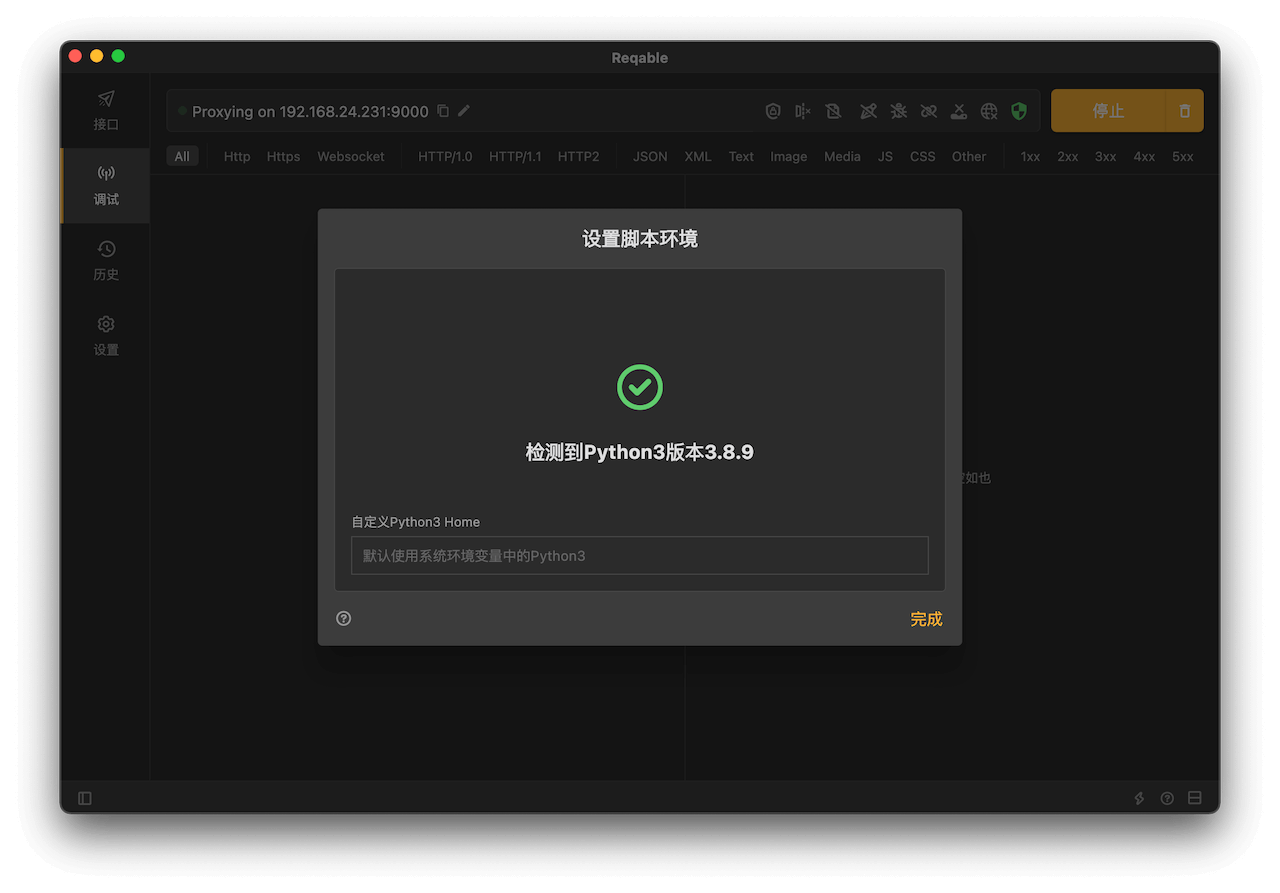 Reqable
接口
Proxying on 192.168.24.231:9000
停止
All Http Https Websocket HTTP/1.0 HTTP/1.1 HTTP2 JSON XML Text Image Media JS CSS Other 1xx 2xx 3xx 4xx 5xx
调试
历史
设置
设置脚本环境
检测到Python3版本3.8.9
如也
自定义Python3 Home
默认使用系统环境变量中的Python3
完成